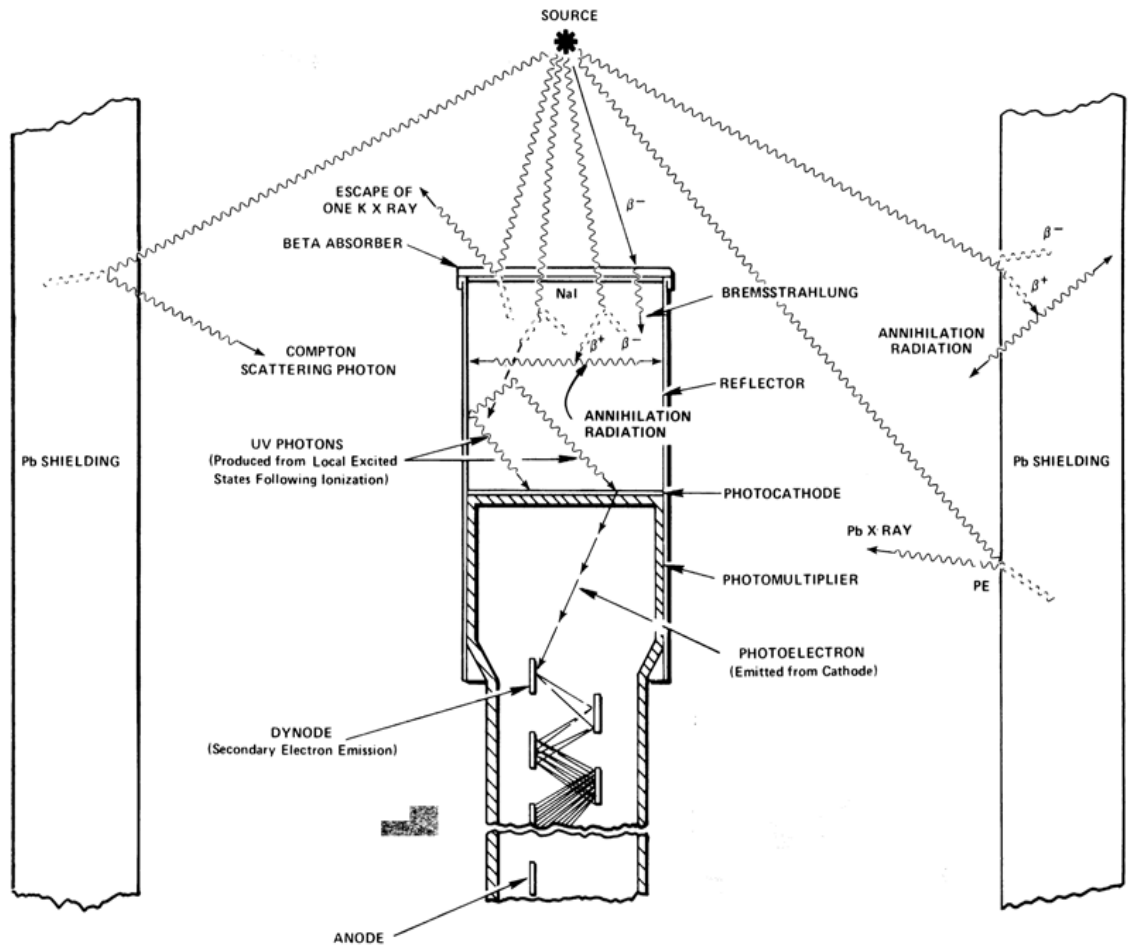 SOURCE
ESCAPE OF
ONE K X RAY
β−
β−
BETA ABSORBER
NaI
BREMSSTRAHLUNG
β+
β+
β−
ANNIHILATION
RADIATION
COMPTON
SCATTERING PHOTON
REFLECTOR
ANNIHILATION
RADIATION
UV PHOTONS
(Produced from Local Excited
States Following Ionization)
Pb SHIELDING
Pb SHIELDING
PHOTOCATHODE
Pb X RAY
PHOTOMULTIPLIER
PE
PHOTOELECTRON
(Emitted from Cathode)
DYNODE
(Secondary Electron Emission)
ANODE